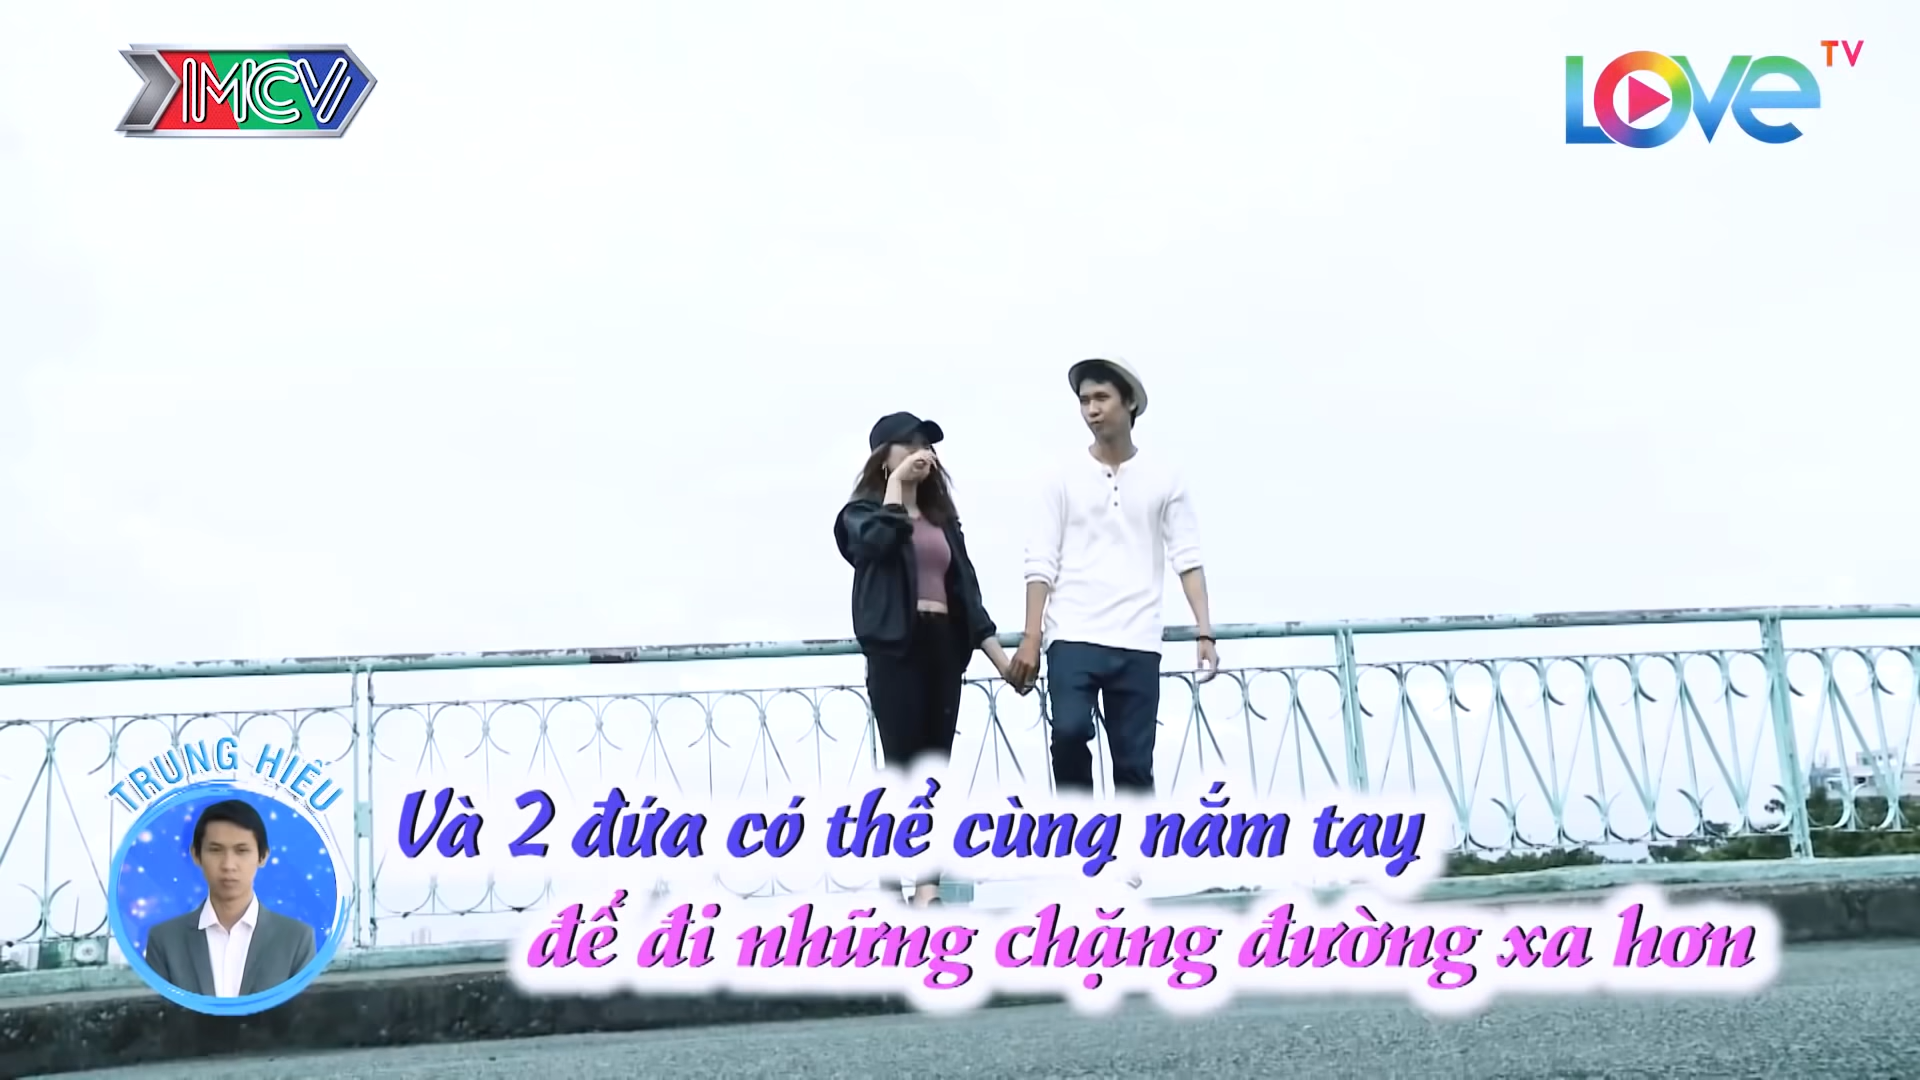 MCV
LOVE TV
TRUNG HIẾU
Và 2 đứa có thể cùng nắm tay
để đi những chặng đường xa hơn